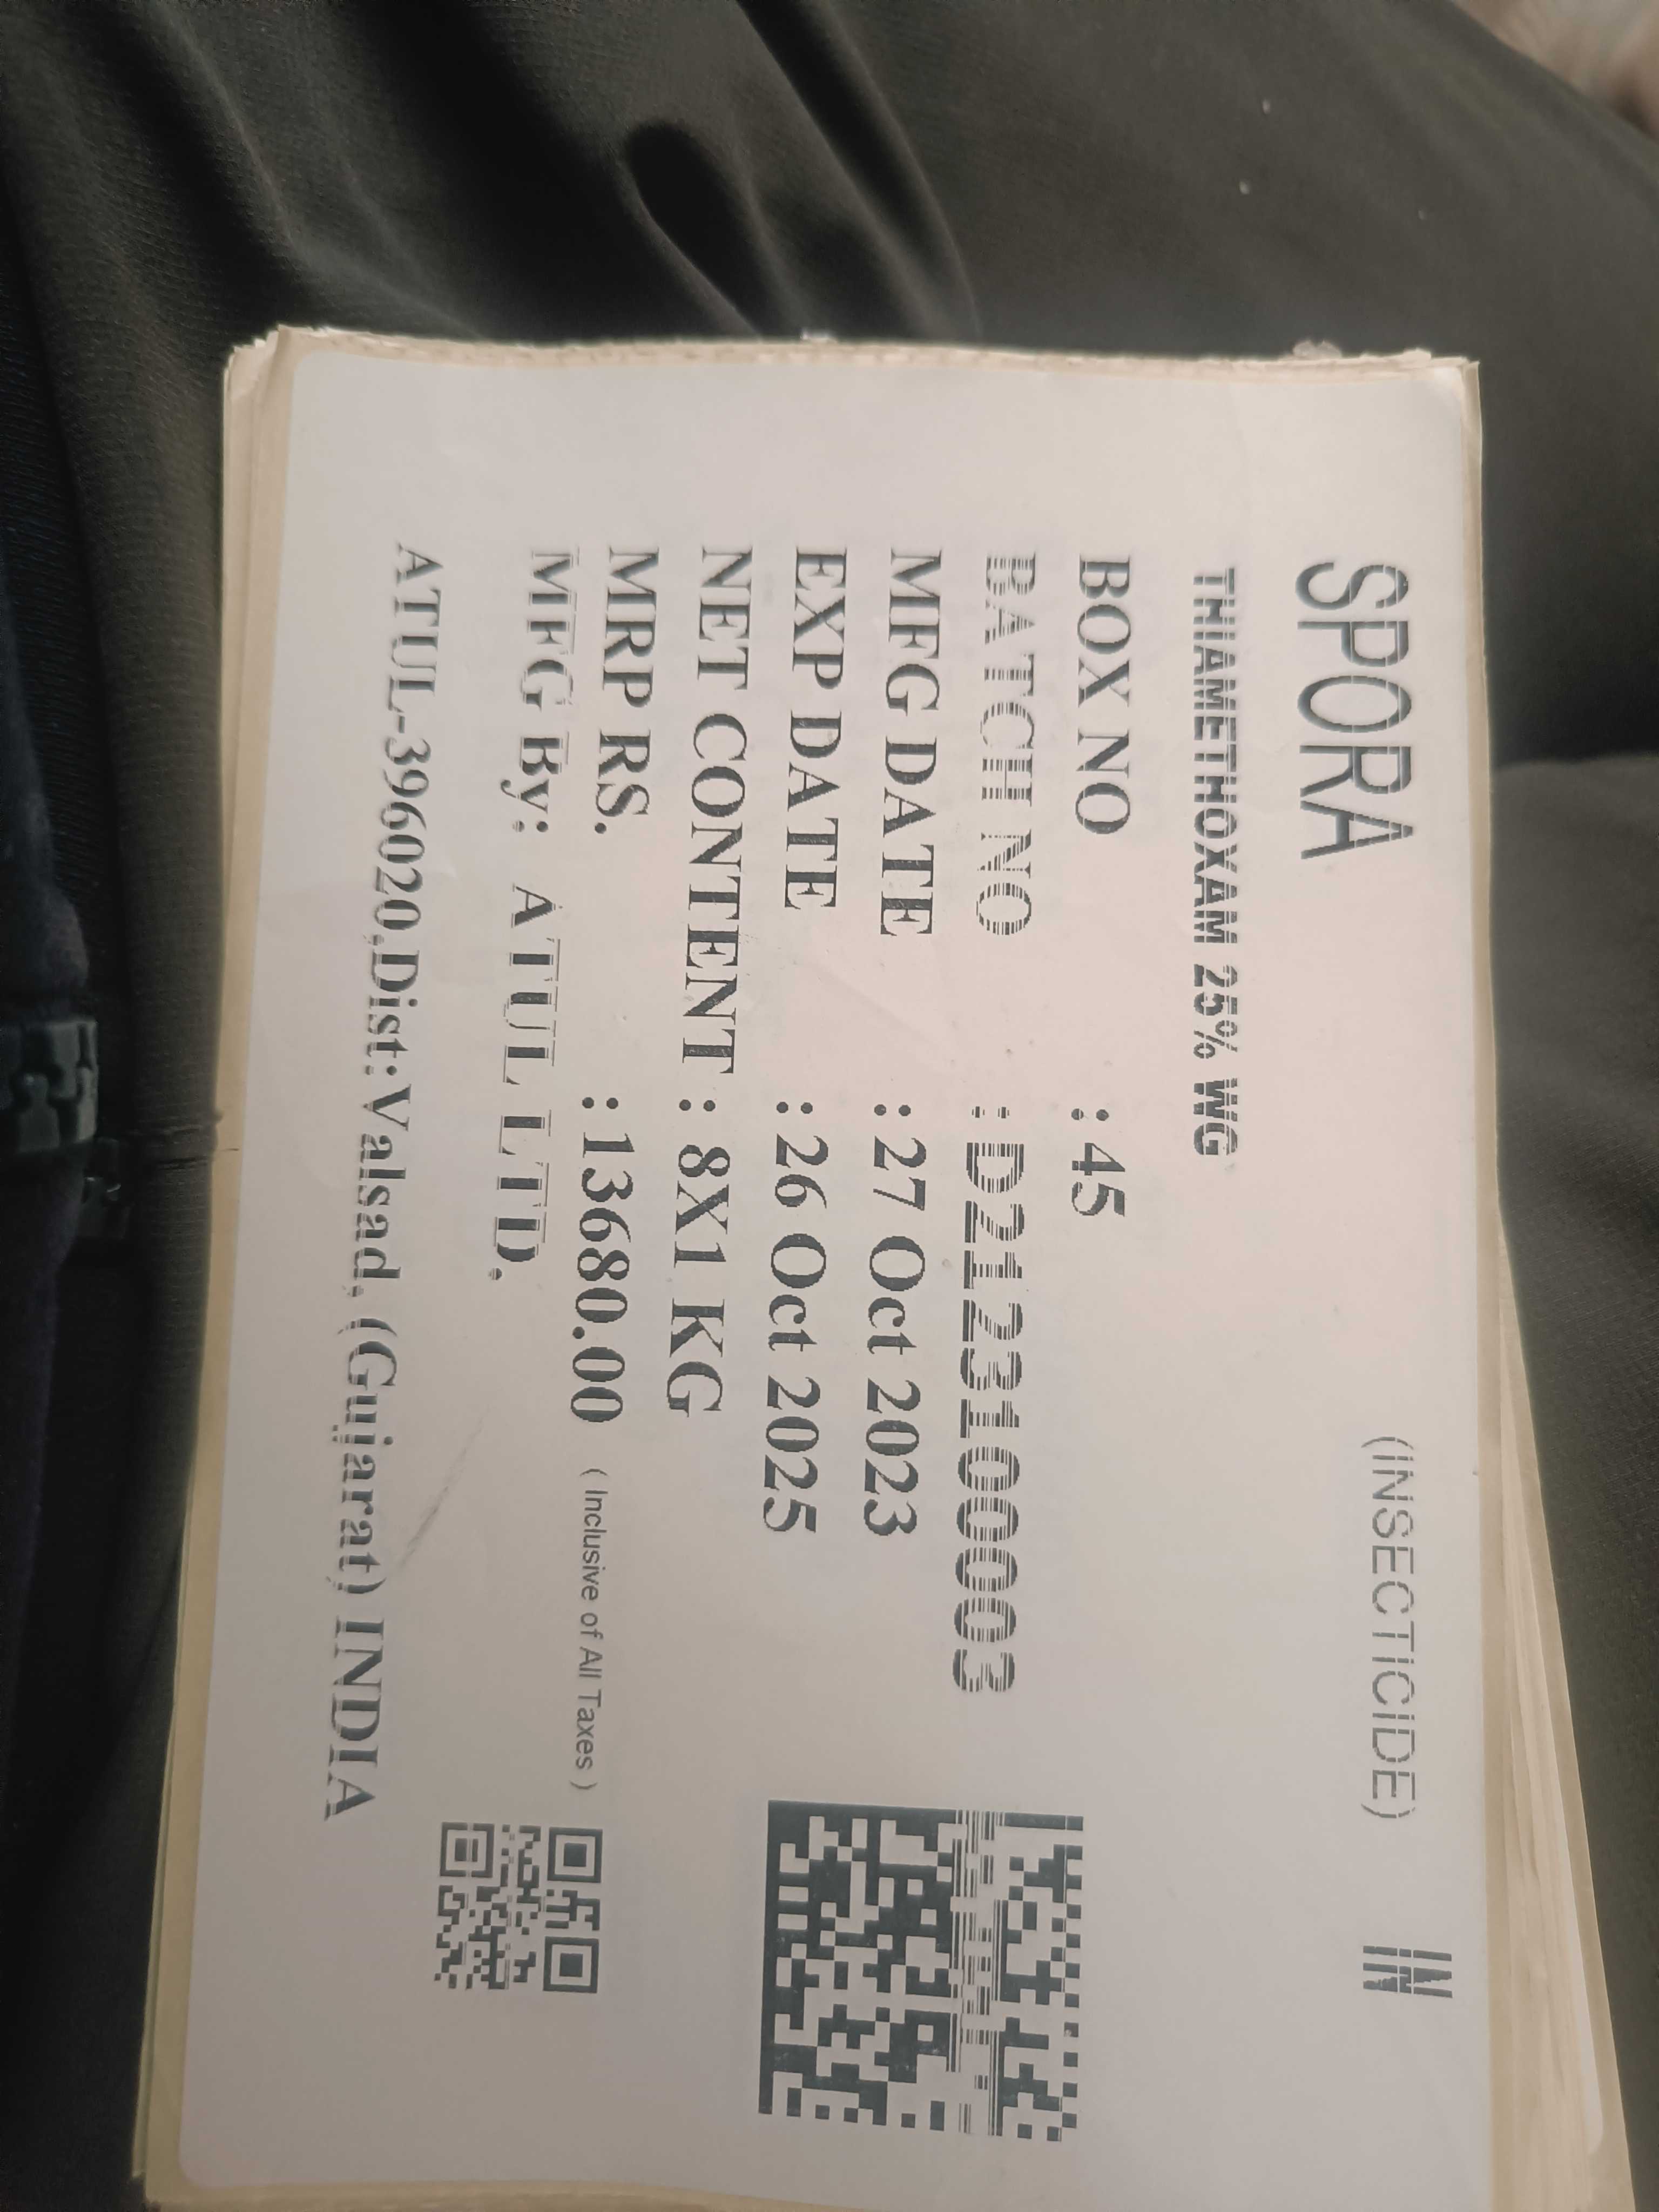 SPORA (INSECTICIDE) IN
THIAMETHOXAM 25% WG
BOX NO : 45
BATCH NO : D21231000003
MFG DATE : 27 Oct 2023
EXP DATE : 26 Oct 2025
NET CONTENT : 8X1 KG
MRP RS. : 13680.00 ( Inclusive of All Taxes )
MFG By: ATUL LTD.
ATUL-396020,Dist:Valsad, (Gujarat) INDIA